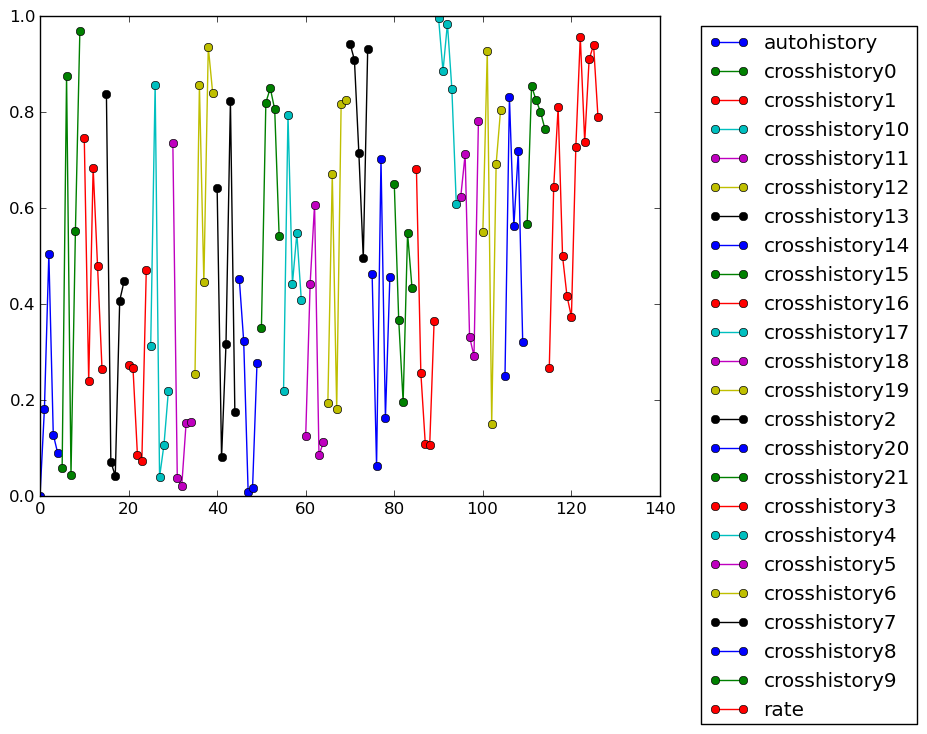 1.0
0.8
0.6
0.4
0.2
0.0
0 20 40 60 80 100 120 140
autohistory
crosshistory0
crosshistory1
crosshistory10
crosshistory11
crosshistory12
crosshistory13
crosshistory14
crosshistory15
crosshistory16
crosshistory17
crosshistory18
crosshistory19
crosshistory2
crosshistory20
crosshistory21
crosshistory3
crosshistory4
crosshistory5
crosshistory6
crosshistory7
crosshistory8
crosshistory9
rate